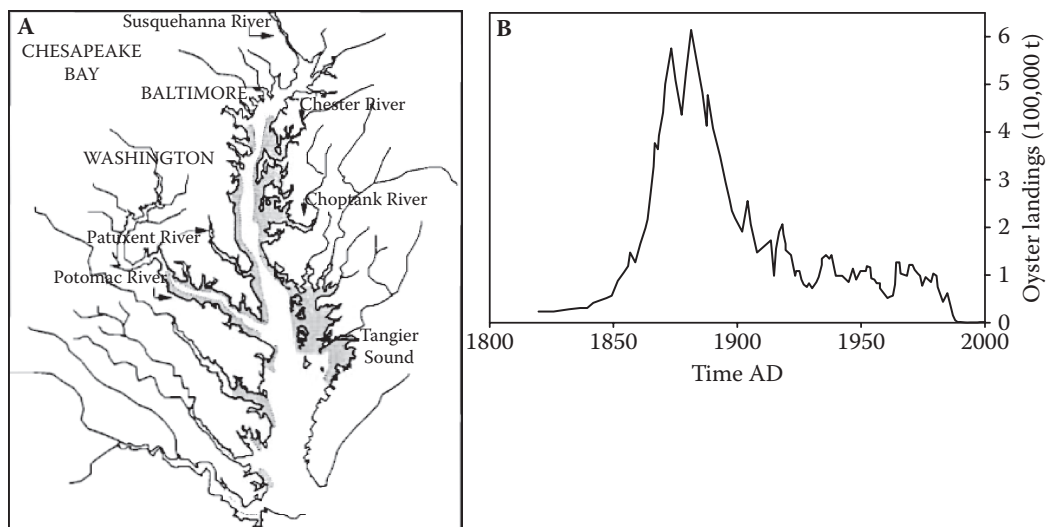 A
Susquehanna River
CHESAPEAKE
BAY
BALTIMORE
Chester River
WASHINGTON
Choptank River
Patuxent River
Potomac River
Tangier
Sound
B
6
5
4
3
2
1
0
Oyster landings (100,000 t)
1800
1850
1900
1950
2000
Time AD